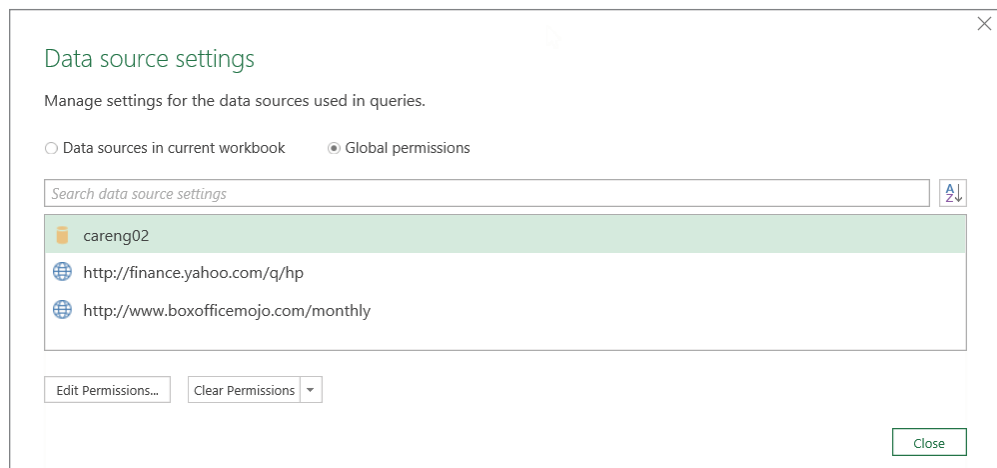 Data source settings
Manage settings for the data sources used in queries.
Data sources in current workbook Global permissions
Search data source settings
A
Z
careng02
http://finance.yahoo.com/q/hp
http://www.boxofficemojo.com/monthly
Edit Permissions... Clear Permissions
Close